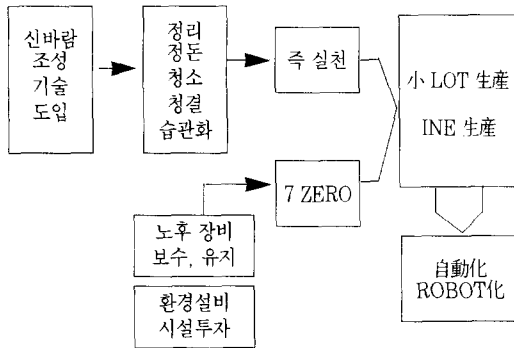 신바람
조성
기술
도입
정리
정돈
청소
청결
습관화
즉 실천
小 LOT 生産
INE 生産
7 ZERO
노후 장비
보수, 유지
환경설비
시설투자
自動化
ROBOT化